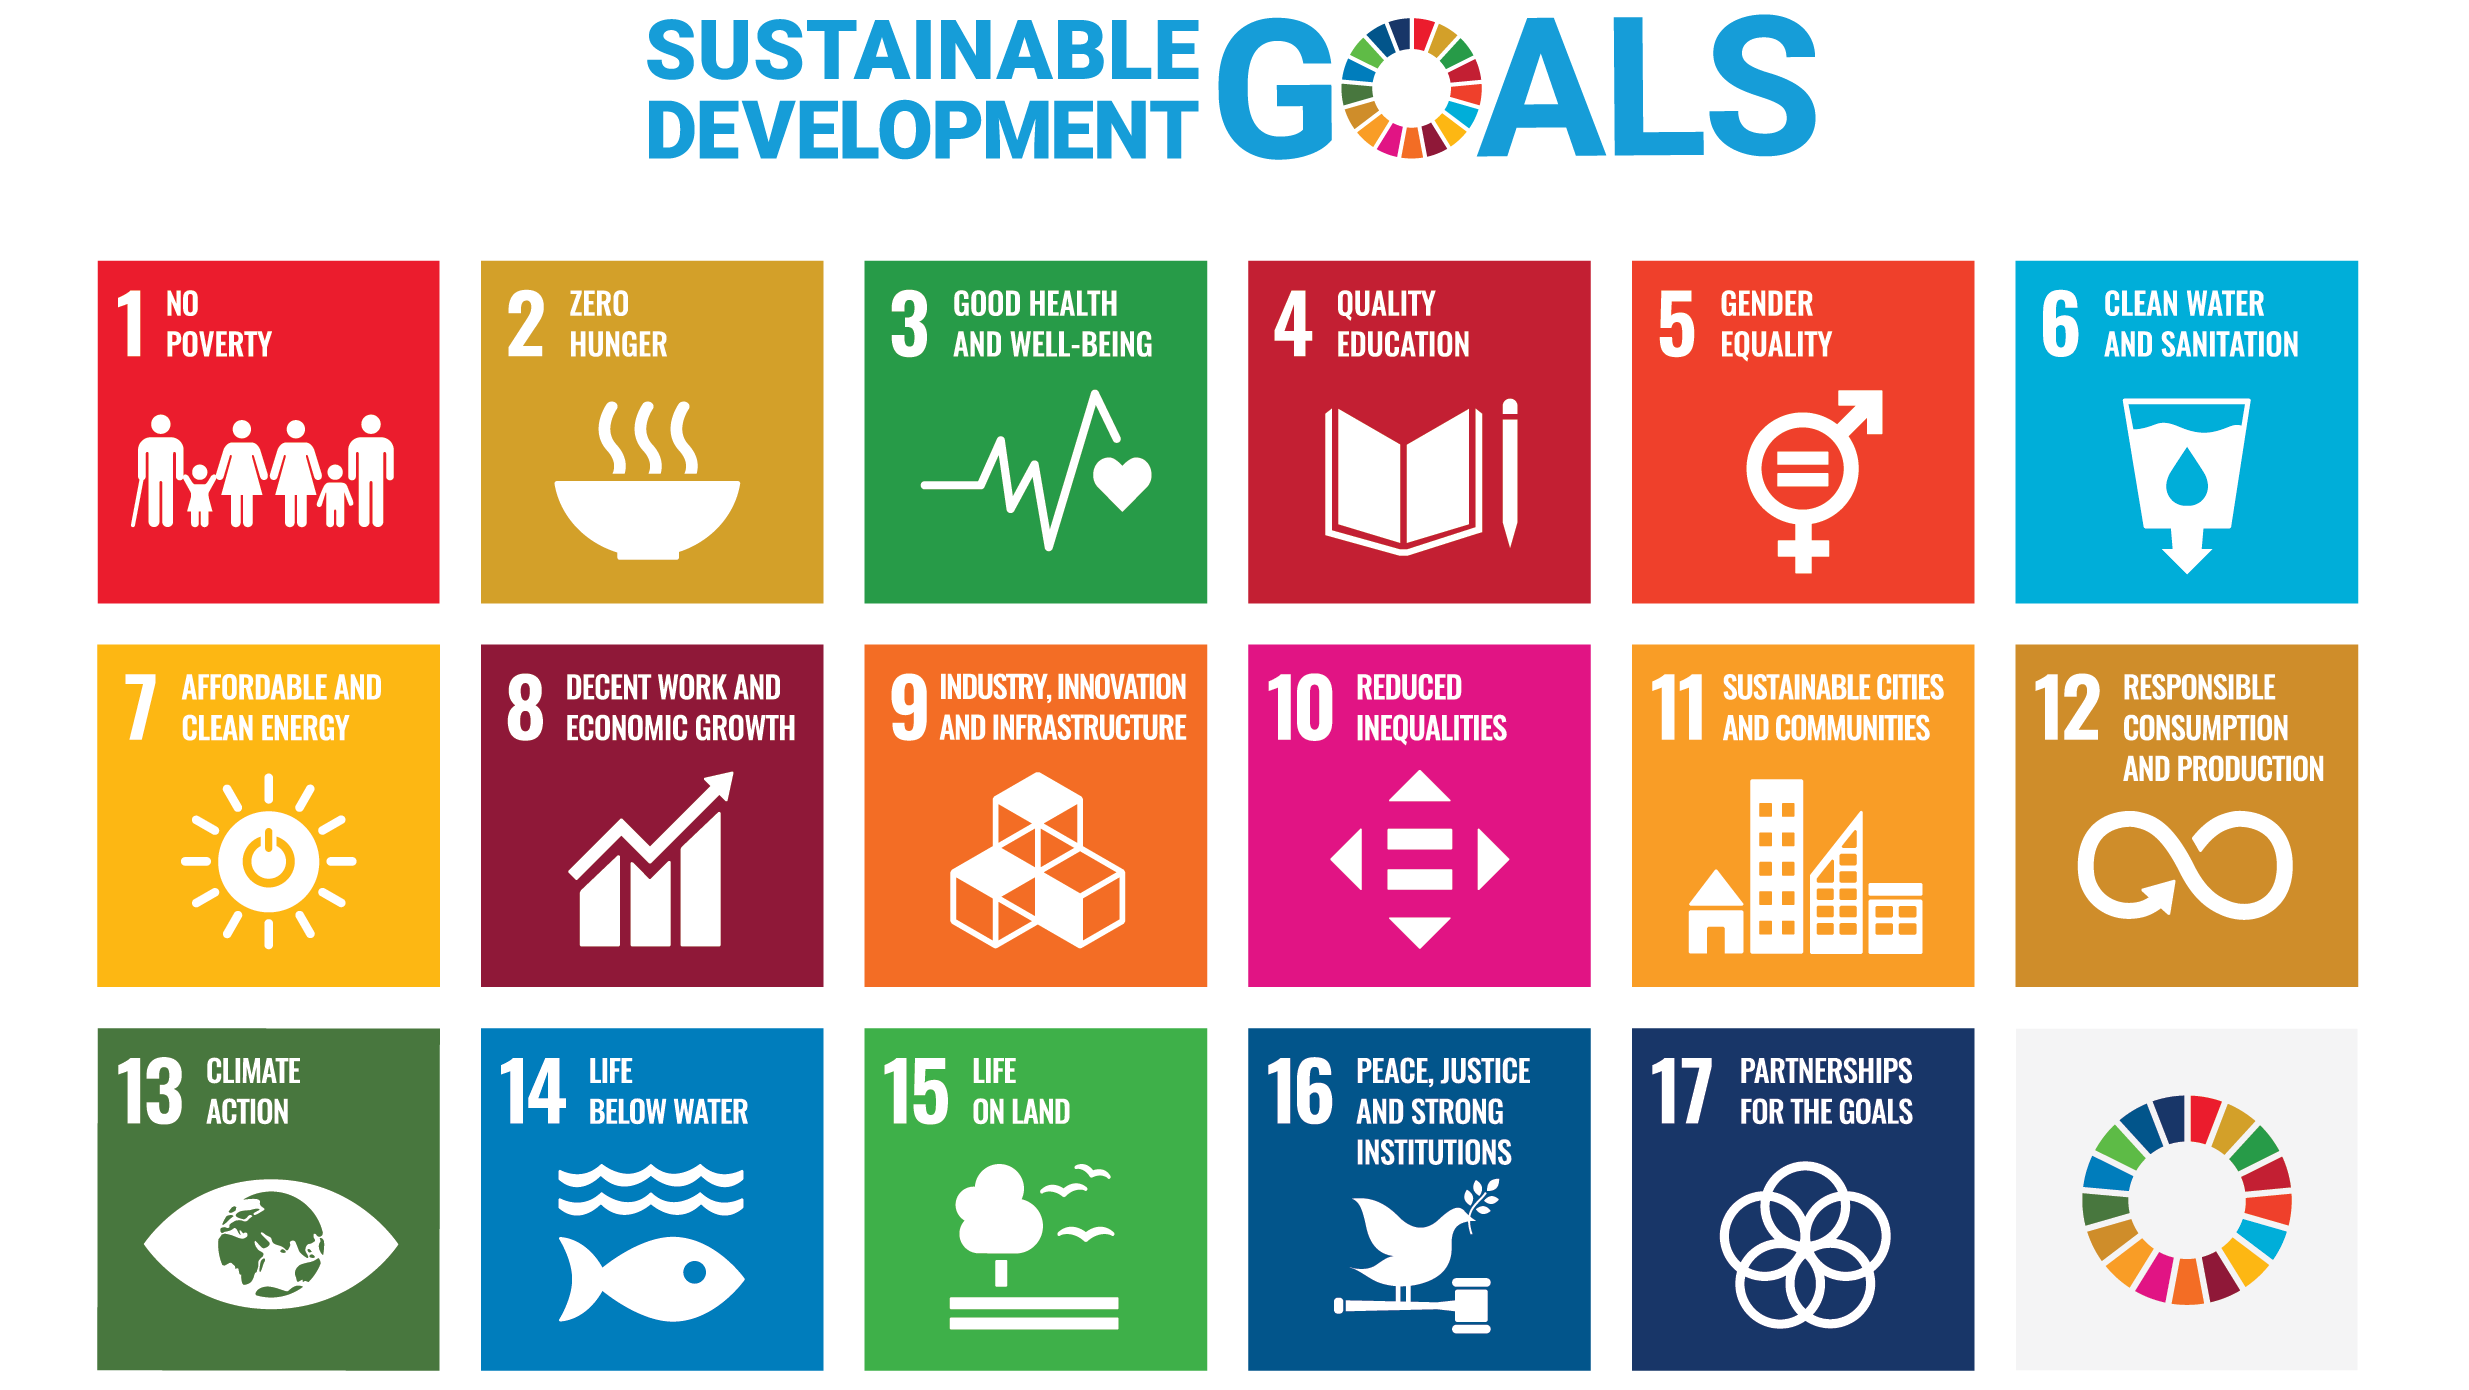 SUSTAINABLE
DEVELOPMENT
GOALS
1 NO
POVERTY
2 ZERO
HUNGER
3 GOOD HEALTH
AND WELL-BEING
4 QUALITY
EDUCATION
5 GENDER
EQUALITY
6 CLEAN WATER
AND SANITATION
7 AFFORDABLE AND
CLEAN ENERGY
8 DECENT WORK AND
ECONOMIC GROWTH
9 INDUSTRY, INNOVATION
AND INFRASTRUCTURE
10 REDUCED
INEQUALITIES
11 SUSTAINABLE CITIES
AND COMMUNITIES
12 RESPONSIBLE
CONSUMPTION
AND PRODUCTION
13 CLIMATE
ACTION
14 LIFE
BELOW WATER
15 LIFE
ON LAND
16 PEACE, JUSTICE
AND STRONG
INSTITUTIONS
17 PARTNERSHIPS
FOR THE GOALS